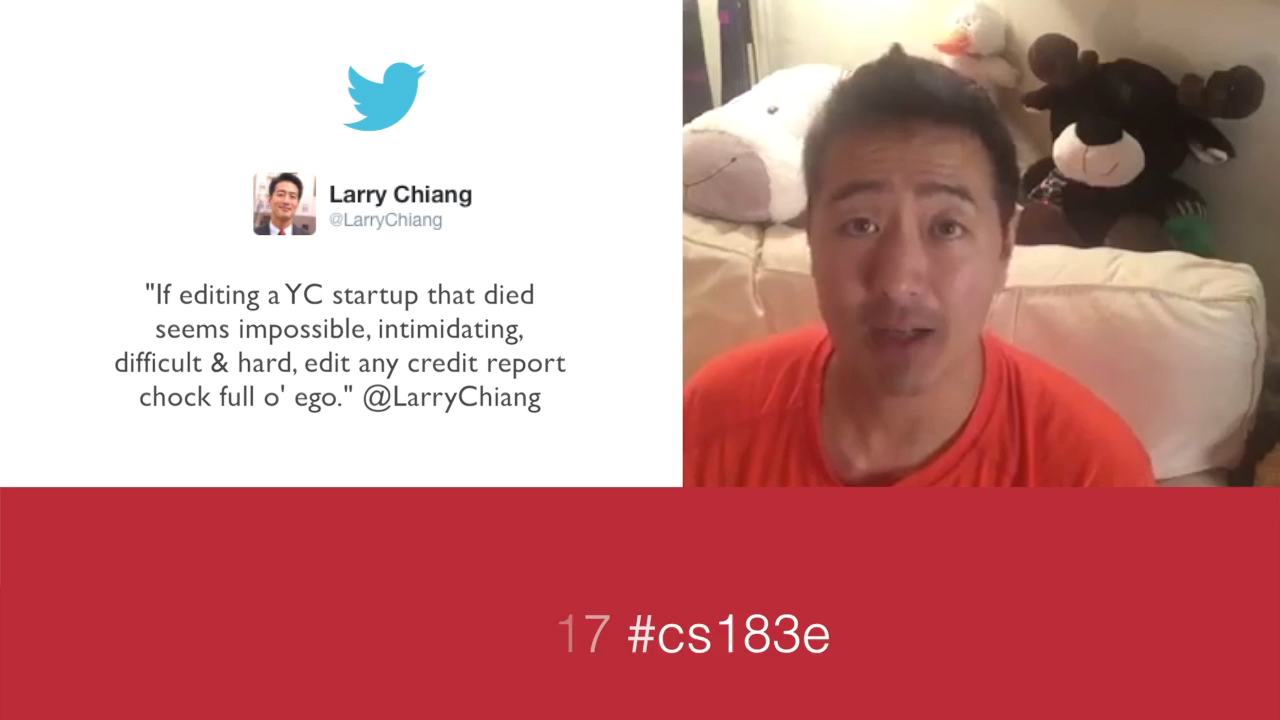 Larry Chiang
@LarryChiang
"If editing a YC startup that died
seems impossible, intimidating,
difficult & hard, edit any credit report
chock full o' ego." @LarryChiang
17 #cs183e